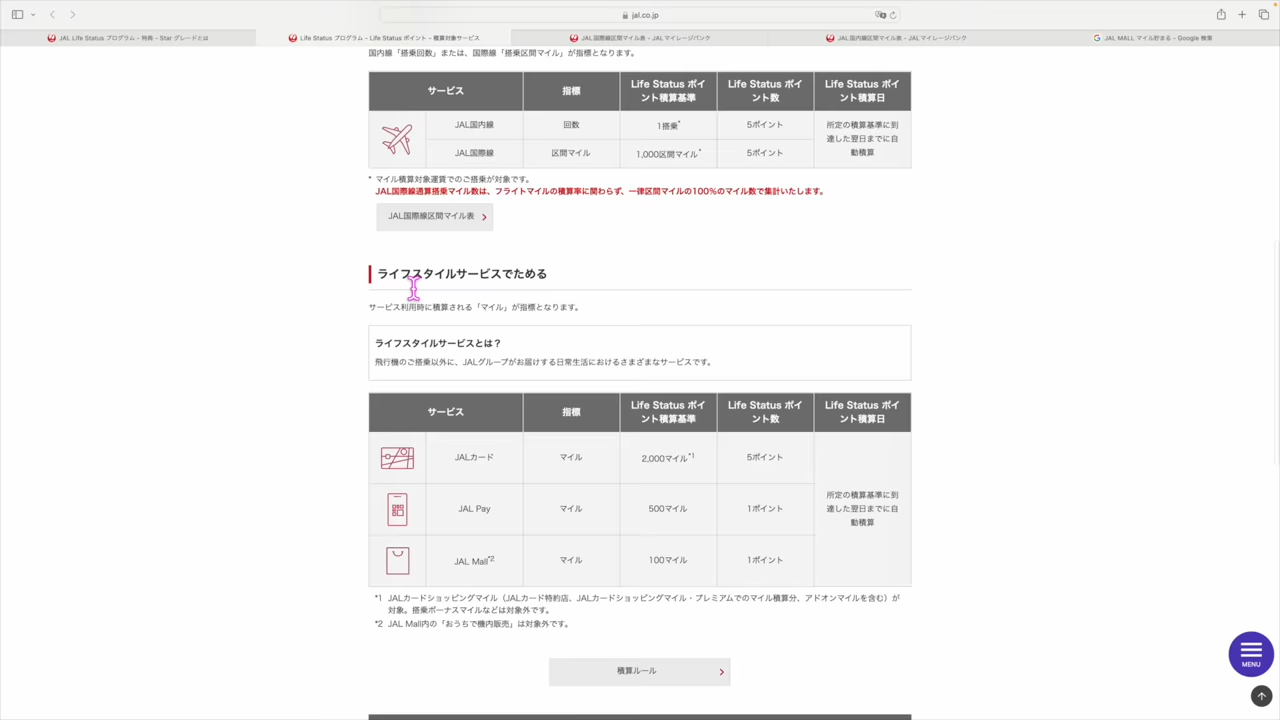 jal.co.jp
JAL Life Status プログラム - 特典 - Star グレードとは
Life Status プログラム - Life Status ポイント - 積算対象サービス
JAL国際線区間マイル表 - JALマイレージバンク
JAL国内線区間マイル表 - JALマイレージバンク
JAL MALL マイル貯まる - Google 検索
国内線「搭乗回数」または、国際線「搭乗区間マイル」が指標となります。
サービス
指標
Life Status ポイ
ント積算基準
Life Status ポイ
ント数
Life Status ポイ
ント積算日
JAL国内線
回数
1搭乗*
5ポイント
所定の積算基準に到
達した翌日までに自
動積算
JAL国際線
区間マイル
1,000区間マイル*
5ポイント
* マイル積算対象運賃でのご搭乗が対象です。
JAL国際線通算搭乗マイル数は、フライトマイルの積算率に関わらず、一律区間マイルの100%のマイル数で集計いたします。
JAL国際線区間マイル表
ライフスタイルサービスでためる
サービス利用時に積算される「マイル」が指標となります。
ライフスタイルサービスとは？
飛行機のご搭乗以外に、JALグループがお届けする日常生活におけるさまざまなサービスです。
サービス
指標
Life Status ポイ
ント積算基準
Life Status ポイ
ント数
Life Status ポイ
ント積算日
JALカード
マイル
2,000マイル*1
5ポイント
所定の積算基準に到
達した翌日までに自
動積算
JAL Pay
マイル
500マイル
1ポイント
JAL Mall*2
マイル
100マイル
1ポイント
*1 JALカードショッピングマイル（JALカード特約店、JALカードショッピングマイル・プレミアムでのマイル積算分、アドオンマイルを含む）が
対象。搭乗ボーナスマイルなどは対象外です。
*2 JAL Mall内の「おうちで機内販売」は対象外です。
積算ルール
MENU